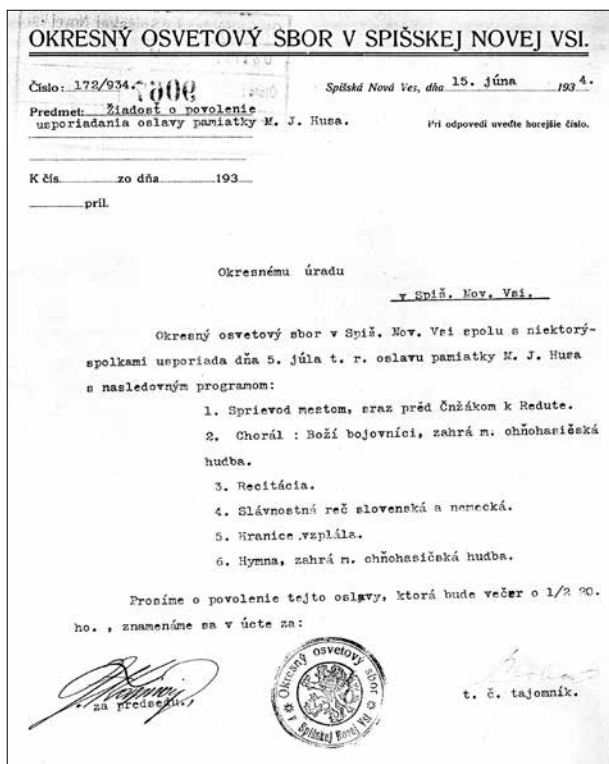 OKRESNÝ OSVETOVÝ SBOR V SPIŠSKEJ NOVEJ VSI.
Číslo: 172/934.
Spišská Nová Ves, dňa 15. júna 1934.
Predmet: Žiadosť o povolenie
usporiadania oslavy pamiatky M. J. Husa.
Pri odpovedi uveďte horejšie číslo.
K čís. zo dňa 193
príl.
Okresnému úradu
v Spiš. Nov. Vsi.
Okresný osvetový sbor v Spiš. Nov. Vsi spolu s niektorý-
spolkami usporiada dňa 5. júla t. r. oslavu pamiatky M. J. Husa
s nasledovným programom:
1. Sprievod mestom, sraz pred Čnžákom k Redute.
2. Chorál : Boží bojovníci, zahrá m. ohňohasičská
hudba.
3. Recitácia.
4. Slávnostná reč slovenská a nemecká.
5. Hranice vzplála.
6. Hymna, zahrá m. ohňohasičská hudba.
Prosíme o povolenie tejto oslavy, ktorá bude večer o 1/2 20.
ho. , znamenáme sa v úcte za:
za predsedu.
Okresný osvetový sbor
v Spišskej Novej Vsi
t. č. tajomník.